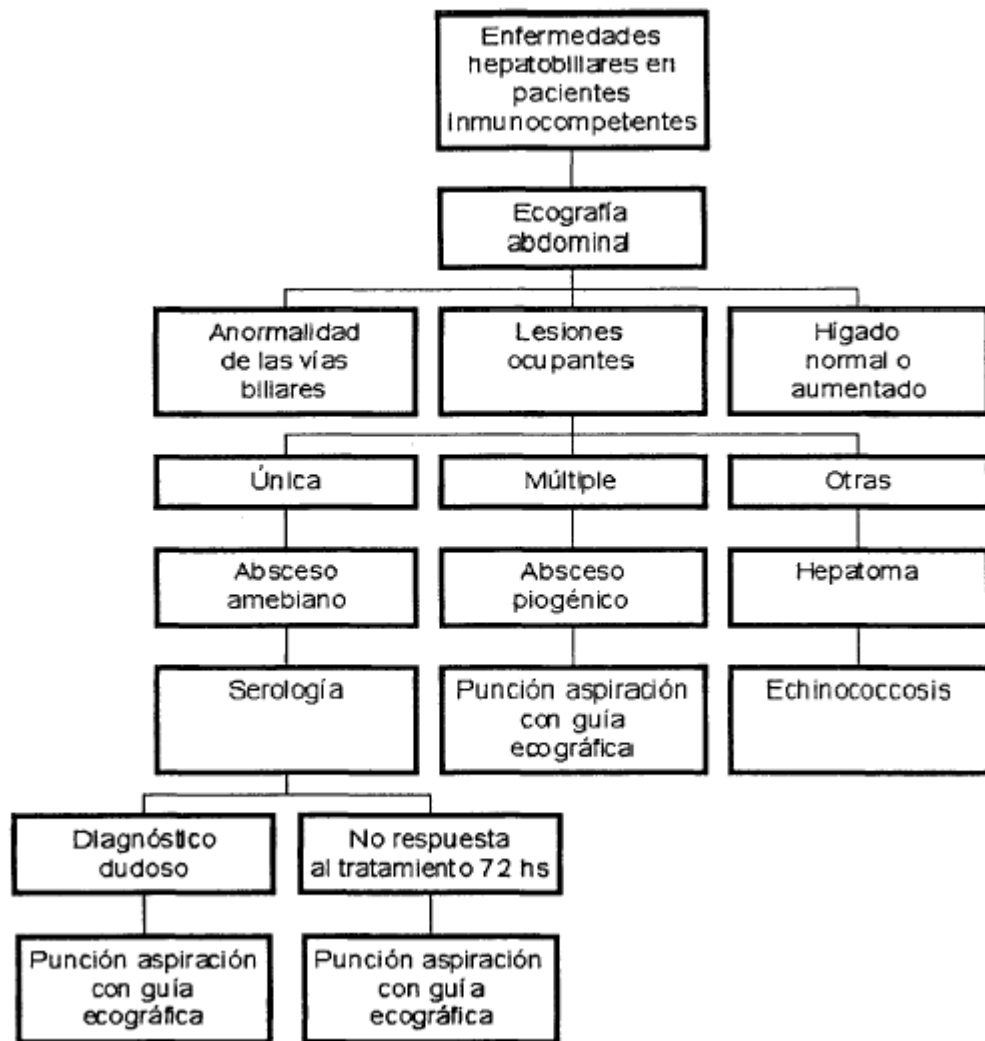 Enfermedades
hepatobiliares en
pacientes
inmunocompetentes
Ecografía
abdominal
Anormalidad
de las vías
biliares
Lesiones
ocupantes
Hígado
normal o
aumentado
Única
Múltiple
Otras
Absceso
amebiano
Absceso
piogénico
Hepatoma
Serología
Punción aspiración
con guía
ecográfica
Echinococcosis
Diagnóstico
dudoso
No respuesta
al tratamiento 72 hs
Punción aspiración
con guía
ecográfica
Punción aspiración
con guía
ecográfica